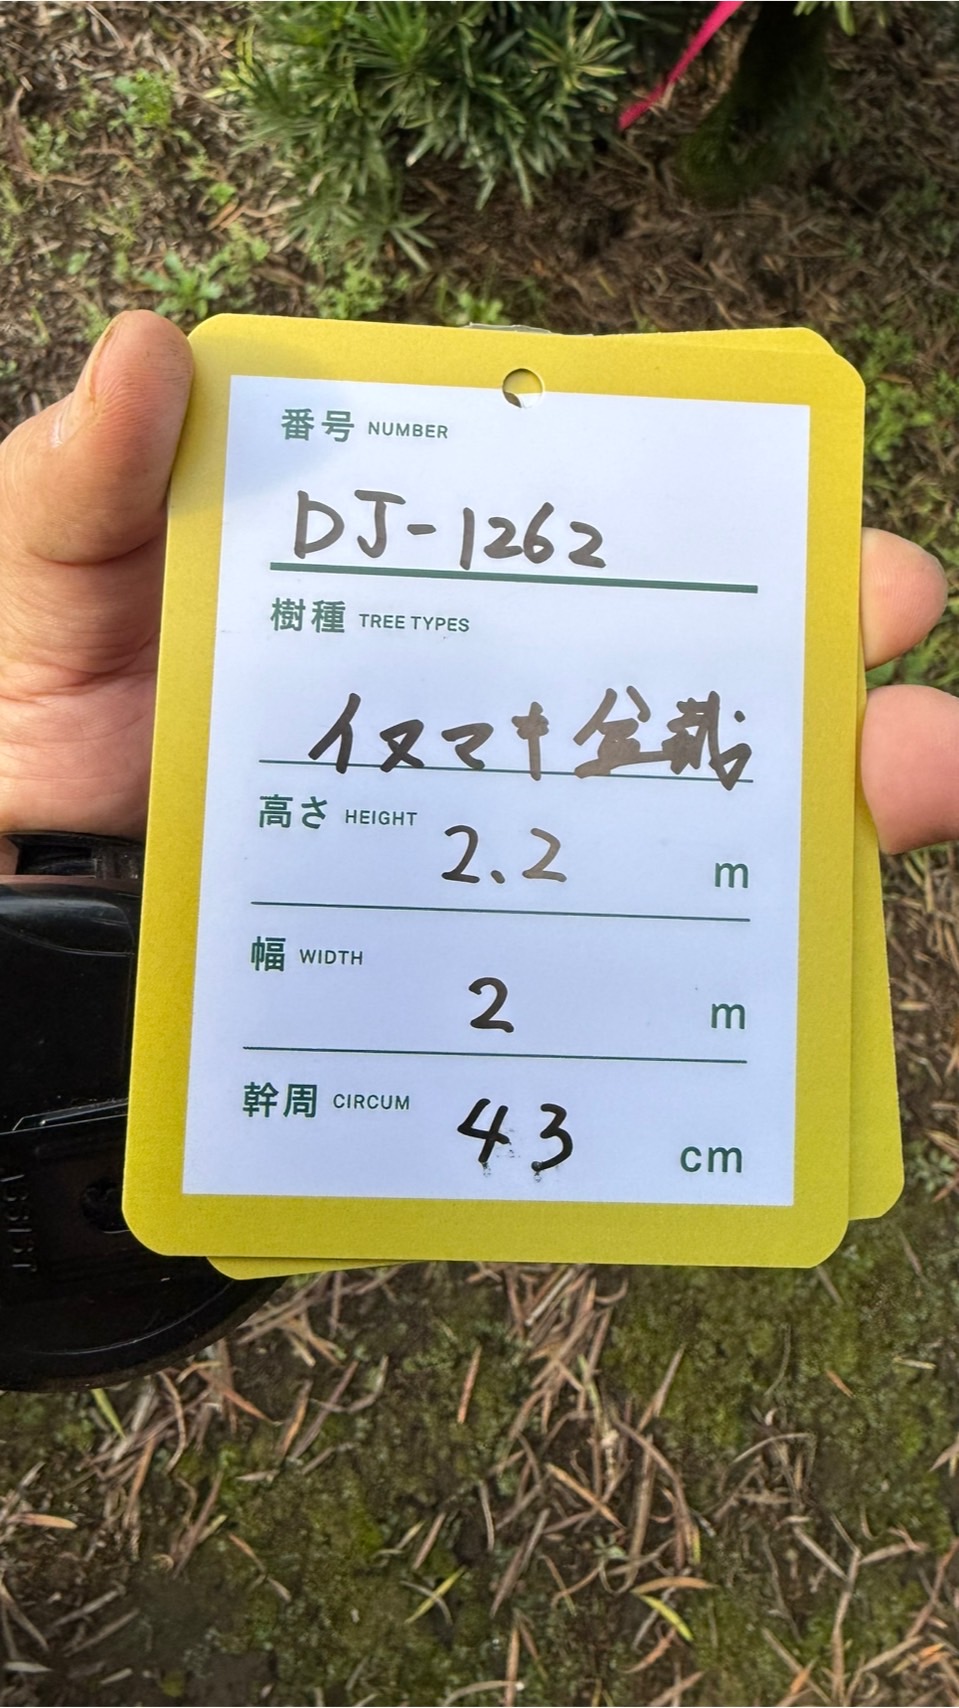 番号 NUMBER
DJ-1262
樹種 TREE TYPES
イヌマキ盆栽
高さ HEIGHT 2.2 m
幅 WIDTH 2 m
幹周 CIRCUM 43 cm